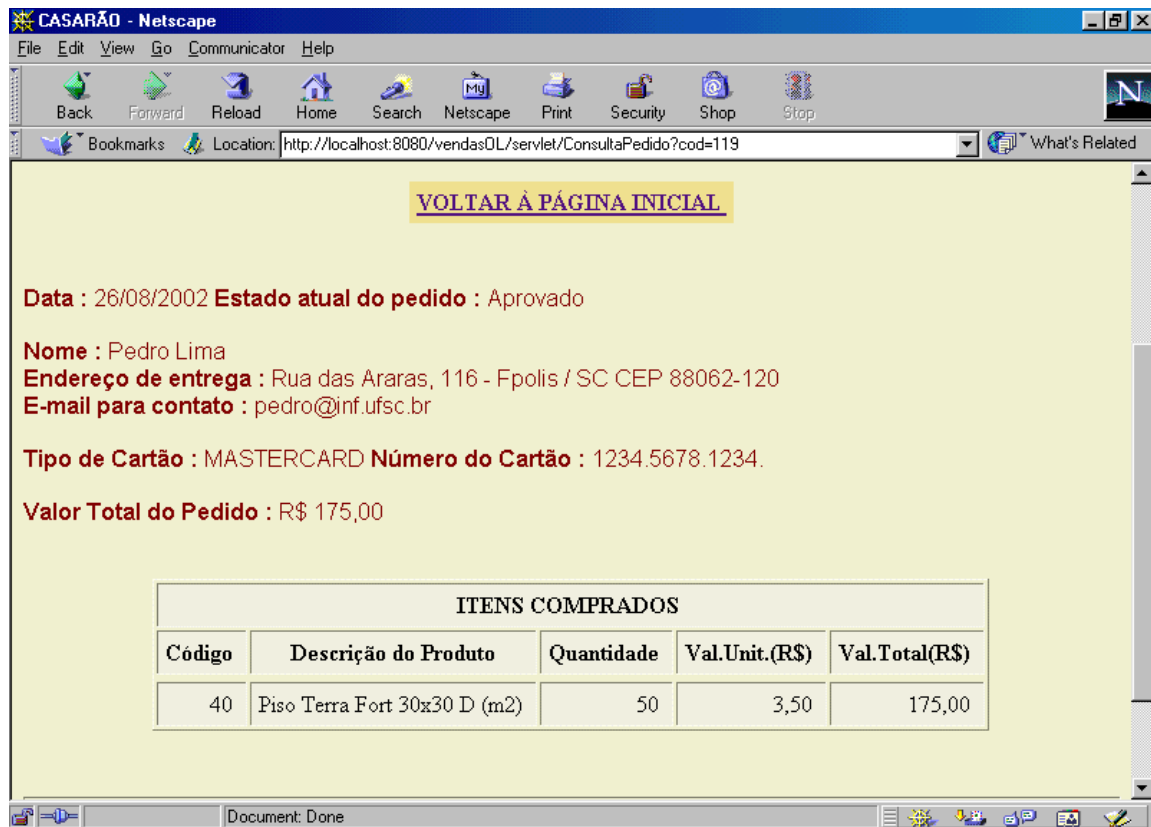 CASARÃO - Netscape
File Edit View Go Communicator Help
Back Forward Reload Home Search Netscape Print Security Shop Stop
Bookmarks Location: http://localhost:8080/vendasOL/servlet/ConsultaPedido?cod=119 What's Related
VOLTAR À PÁGINA INICIAL
Data : 26/08/2002 Estado atual do pedido : Aprovado
Nome : Pedro Lima
Endereço de entrega : Rua das Araras, 116 - Fpolis / SC CEP 88062-120
E-mail para contato : pedro@inf.ufsc.br
Tipo de Cartão : MASTERCARD Número do Cartão : 1234.5678.1234.
Valor Total do Pedido : R$ 175,00
ITENS COMPRADOS
Código Descrição do Produto Quantidade Val.Unit.(R$) Val.Total(R$)
40 Piso Terra Fort 30x30 D (m2) 50 3,50 175,00
Document: Done